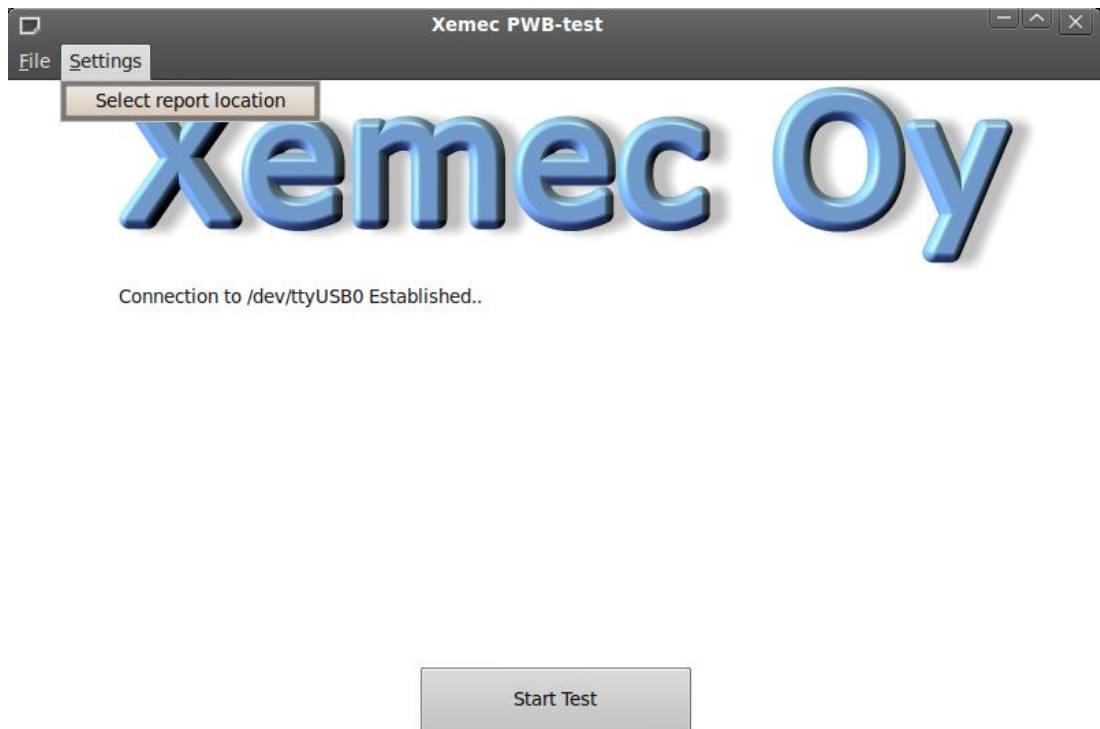 Xemec PWB-test
File Settings
Select report location
Xemec Oy
Connection to /dev/ttyUSB0 Established..
Start Test